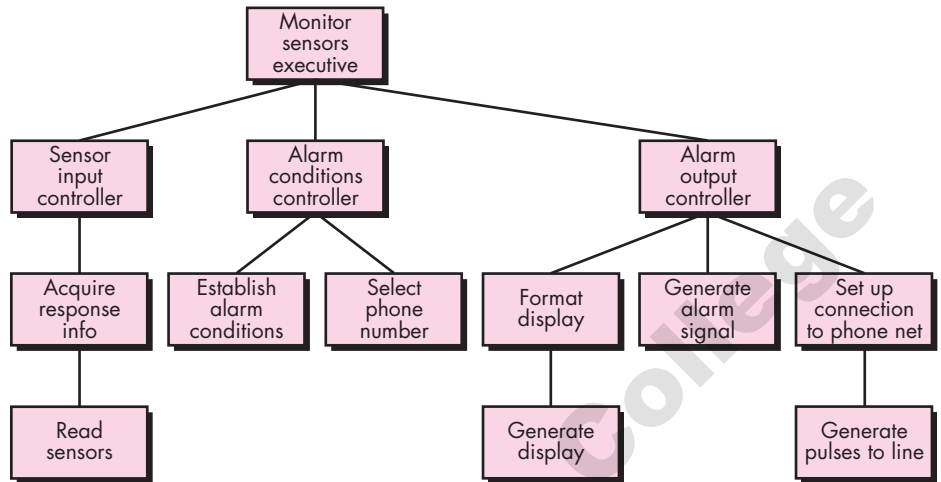 Monitor
sensors
executive
Sensor
input
controller
Alarm
conditions
controller
Alarm
output
controller
Acquire
response
info
Establish
alarm
conditions
Select
phone
number
Format
display
Generate
alarm
signal
Set up
connection
to phone net
Read
sensors
Generate
display
Generate
pulses to line
College